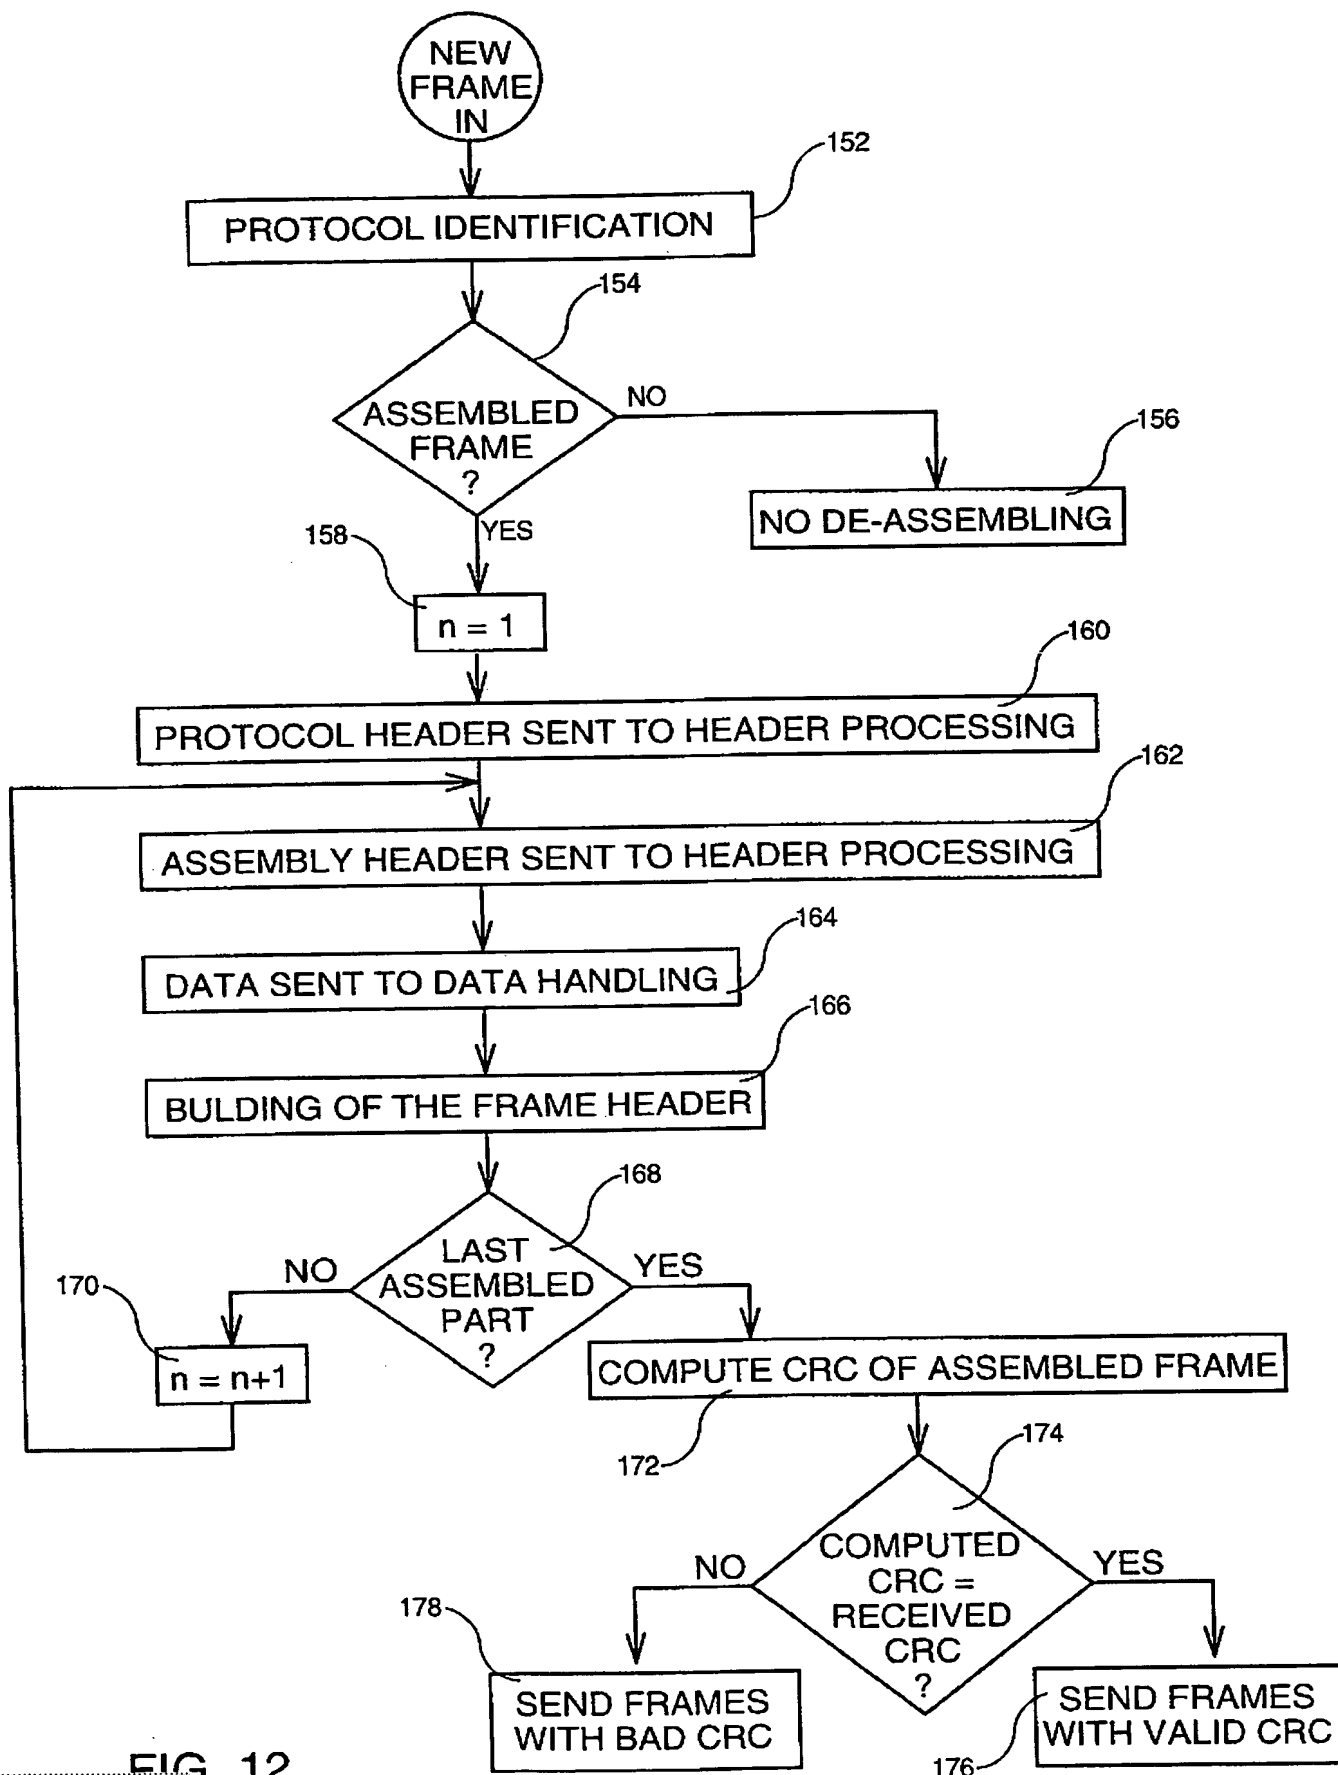 NEW
FRAME
IN
152
PROTOCOL IDENTIFICATION
154
ASSEMBLED
FRAME
?
NO
YES
156
NO DE-ASSEMBLING
158
n = 1
160
PROTOCOL HEADER SENT TO HEADER PROCESSING
162
ASSEMBLY HEADER SENT TO HEADER PROCESSING
164
DATA SENT TO DATA HANDLING
166
BULDING OF THE FRAME HEADER
168
LAST
ASSEMBLED
PART
?
NO
YES
170
n = n+1
COMPUTE CRC OF ASSEMBLED FRAME
172
174
COMPUTED
CRC =
RECEIVED
CRC
?
NO
YES
178
SEND FRAMES
WITH BAD CRC
SEND FRAMES
WITH VALID CRC
176
FIG. 12